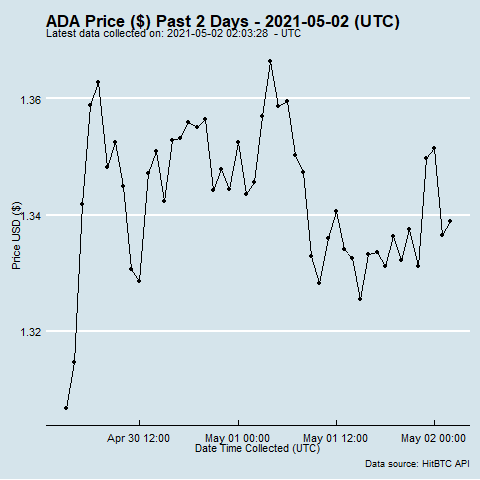 ADA Price ($) Past 2 Days - 2021-05-02 (UTC)
Latest data collected on: 2021-05-02 02:03:28 - UTC
Price USD ($)
1.36
1.34
1.32
Apr 30 12:00 May 01 00:00 May 01 12:00 May 02 00:00
Date Time Collected (UTC)
Data source: HitBTC API